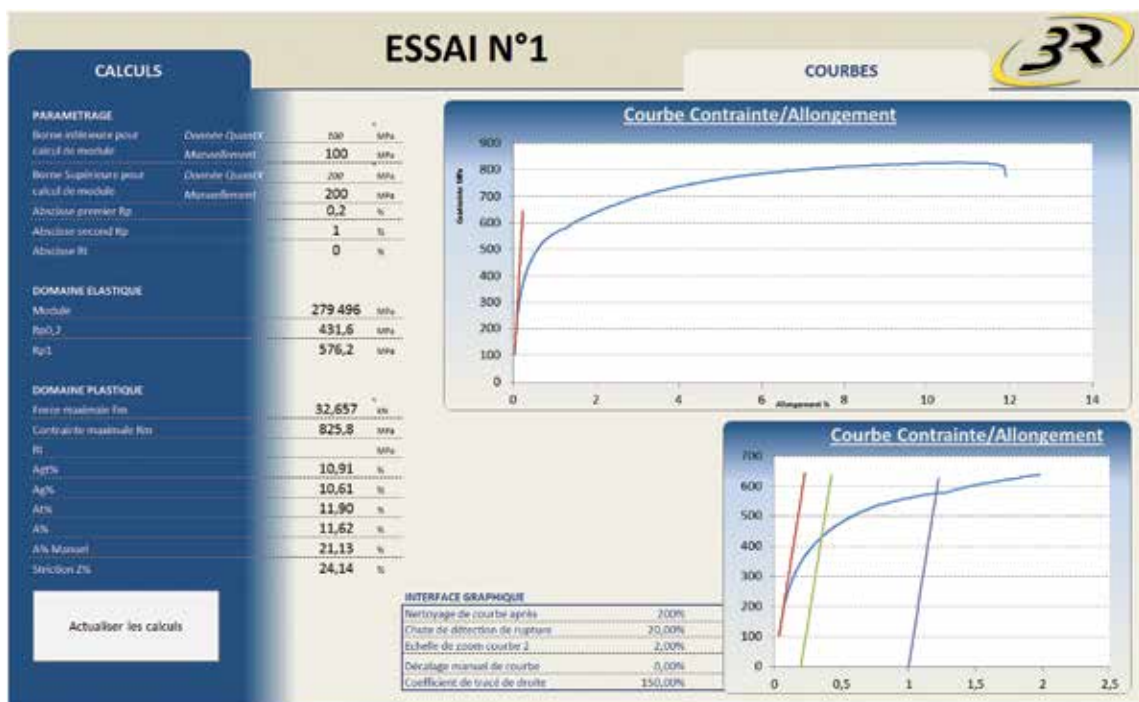 ESSAI N°1
3R
CALCULS
COURBES
PARAMETRAGE
Borne inférieure pour calcul de module Donnée QuantX 100 MPa
Manuellement 100 MPa
Borne Supérieure pour calcul de module Donnée QuantX 200 MPa
Manuellement 200 MPa
Abscisse premier Rp 0,2 %
Abscisse second Rp 1 %
Abscisse Rt 0 %
DOMAINE ELASTIQUE
Module 279 496 MPa
Rp0,2 431,6 MPa
Rp1 576,2 MPa
DOMAINE PLASTIQUE
Force maximale Fm 32,657 kN
Contrainte maximale Rm 825,8 MPa
Rt MPa
Agt% 10,91 %
Ag% 10,61 %
At% 11,90 %
A% 11,62 %
A% Manuel 21,13 %
Striction Z% 24,14 %
Actualiser les calculs
Courbe Contrainte/Allongement
900
800
700
600
500
400
300
200
100
0
0 2 4 6 8 10 12 14
Allongement %
Courbe Contrainte/Allongement
700
600
500
400
300
200
100
0
0 0,5 1 1,5 2 2,5
INTERFACE GRAPHIQUE
Nettoyage de courbe après 200%
Chute de détection de rupture 20,00%
Echelle de zoom courbe 2 2,00%
Décalage manuel de courbe 0,00%
Coefficient de tracé de droite 150,00%